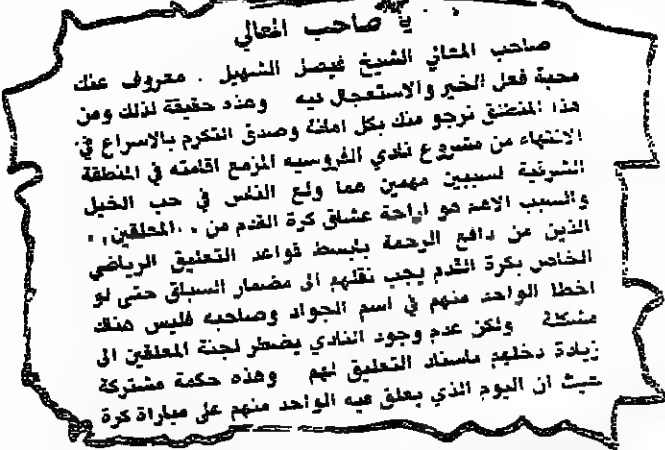 يا صاحب المعالي
صاحب المعالي الشيخ فيصل الشهيل . معروف عنك
محبة فعل الخير والاستعجال فيه وهذه حقيقة لذلك ومن
هذا المنطلق نرجو منك بكل امانة وصدق التكرم بالاسراع في
الانتهاء من مشروع نادي الفروسيه المزمع اقامته في المنطقة
الشرقية لسببين مهمين هما ولع الناس في حب الخيل
والسبب الاهم هو ازاحة عشاق كرة القدم من . . المعلقين . .
الذين من دافع الرحمة بابسط قواعد التعليق الرياضي
الخاص بكرة القدم يجب نقلهم الى مضمار السباق حتى لو
اخطا الواحد منهم في اسم الجواد وصاحبه فليس هناك
مشكلة ولكن عدم وجود النادي يضطر لجنة المعلقين الى
زيادة دخلهم باسناد التعليق لهم وهذه حكمة مشتركة
حيث ان اليوم الذي يعلق فيه الواحد منهم على مباراة كرة